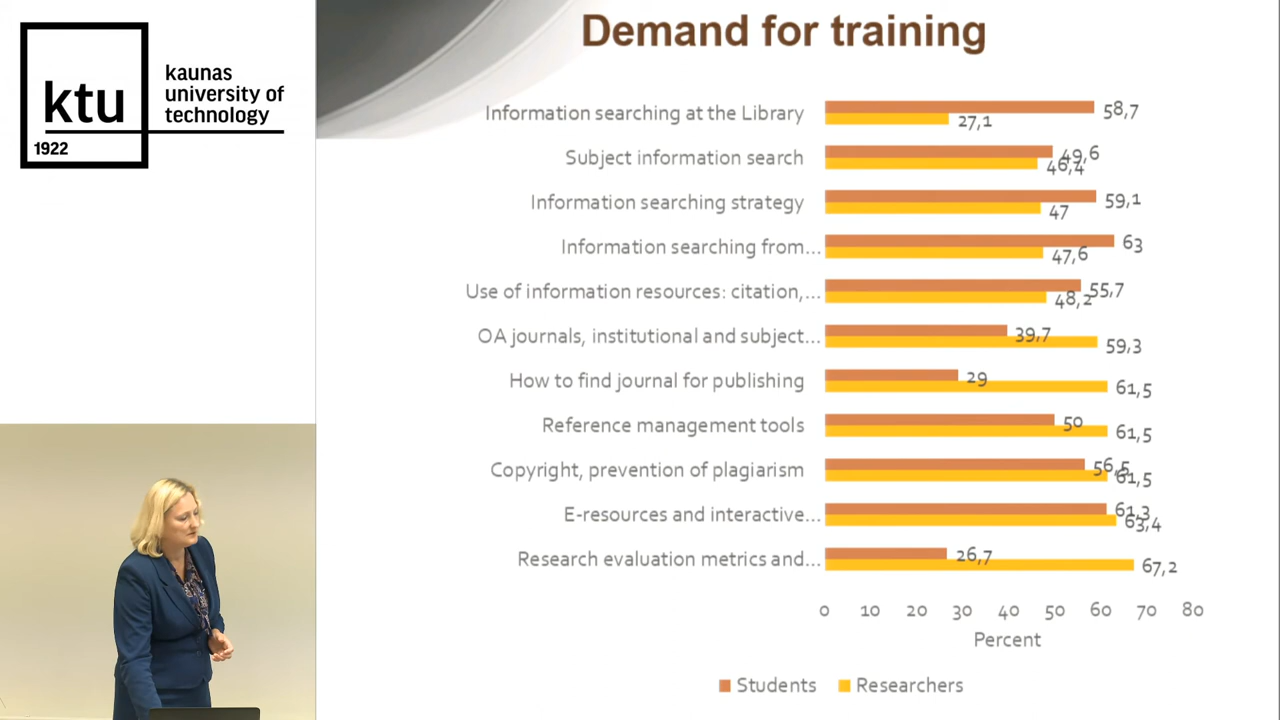 ktu
1922
kaunas
university of
technology
Demand for training
Information searching at the Library
58,7
27,1
Subject information search
49,6
46,4
Information searching strategy
59,1
47
Information searching from...
63
47,6
Use of information resources: citation,...
55,7
48,2
OA journals, institutional and subject...
39,7
59,3
How to find journal for publishing
29
61,5
Reference management tools
50
61,5
Copyright, prevention of plagiarism
56,5
61,5
E-resources and interactive...
61,3
63,4
Research evaluation metrics and...
26,7
67,2
0 10 20 30 40 50 60 70 80
Percent
Students Researchers